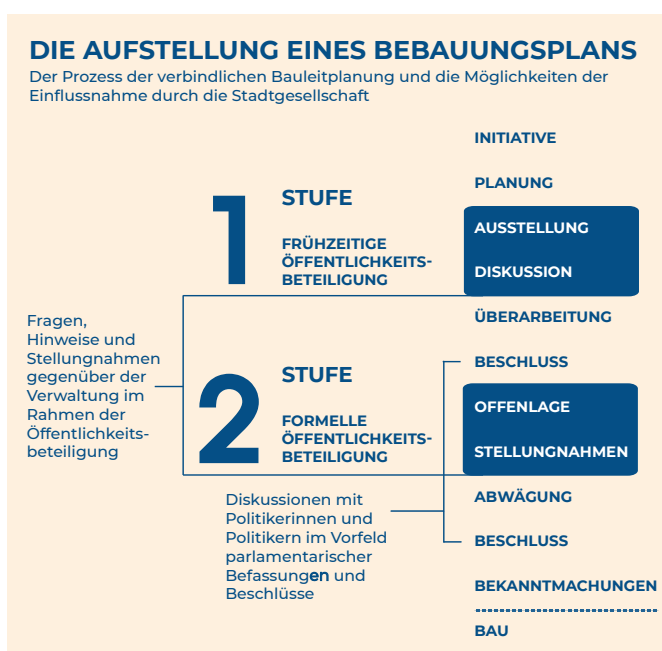 DIE AUFSTELLUNG EINES BEBAUUNGSPLANS
Der Prozess der verbindlichen Bauleitplanung und die Möglichkeiten der
Einflussnahme durch die Stadtgesellschaft
1
STUFE
FRÜHZEITIGE
ÖFFENTLICHKEITS-
BETEILIGUNG
Fragen,
Hinweise und
Stellungnahmen
gegenüber der
Verwaltung im
Rahmen der
Öffentlichkeits-
beteiligung
2
STUFE
FORMELLE
ÖFFENTLICHKEITS-
BETEILIGUNG
Diskussionen mit
Politikerinnen und
Politikern im Vorfeld
parlamentarischer
Befassungen und
Beschlüsse
INITIATIVE
PLANUNG
AUSSTELLUNG
DISKUSSION
ÜBERARBEITUNG
BESCHLUSS
OFFENLAGE
STELLUNGNAHMEN
ABWÄGUNG
BESCHLUSS
BEKANNTMACHUNGEN
BAU